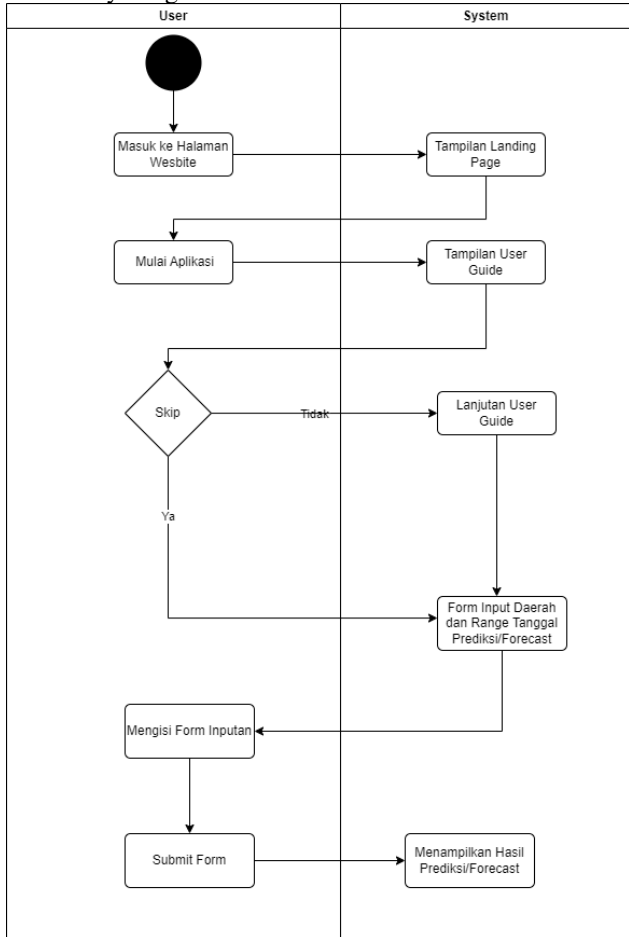 User
System
Masuk ke Halaman
Wesbite
Tampilan Landing
Page
Mulai Aplikasi
Tampilan User
Guide
Skip
Tidak
Lanjutan User
Guide
Ya
Form Input Daerah
dan Range Tanggal
Prediksi/Forecast
Mengisi Form Inputan
Submit Form
Menampilkan Hasil
Prediksi/Forecast